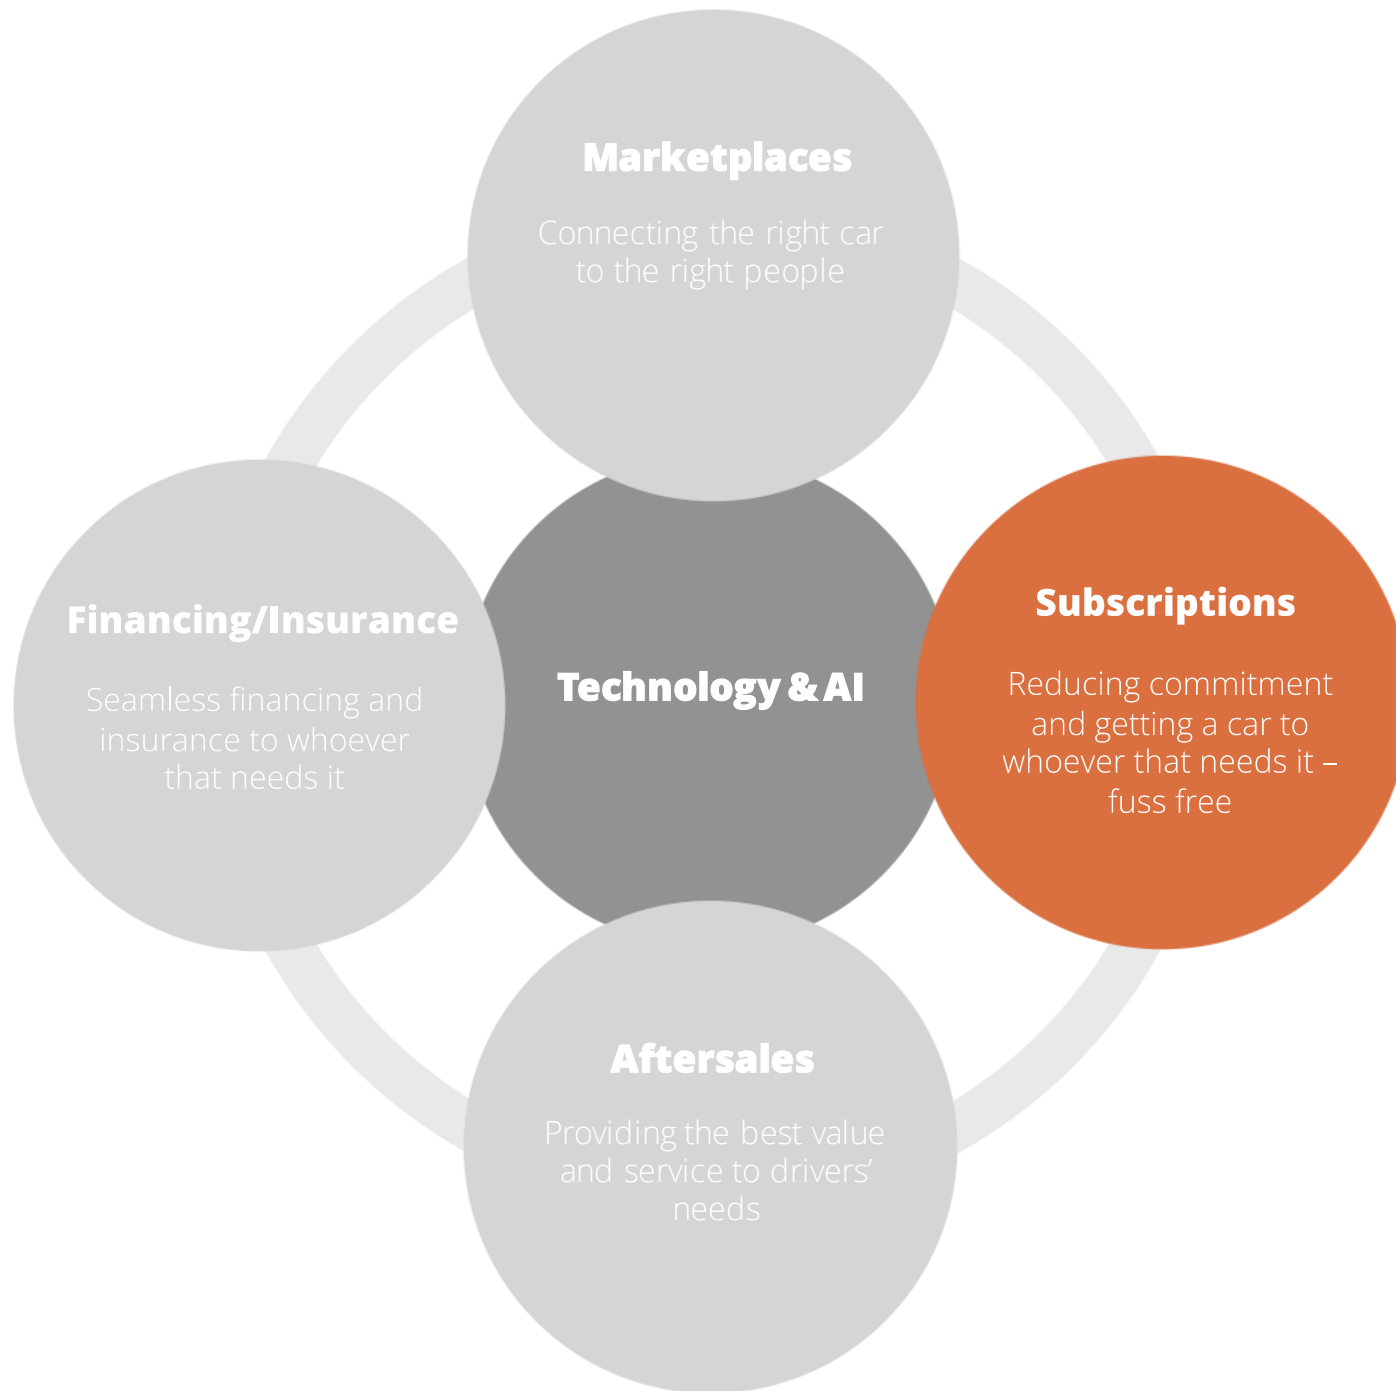 Marketplaces
Connecting the right car
to the right people
Financing/Insurance
Seamless financing and
insurance to whoever
that needs it
Technology & AI
Subscriptions
Reducing commitment
and getting a car to
whoever that needs it –
fuss free
Aftersales
Providing the best value
and service to drivers’
needs